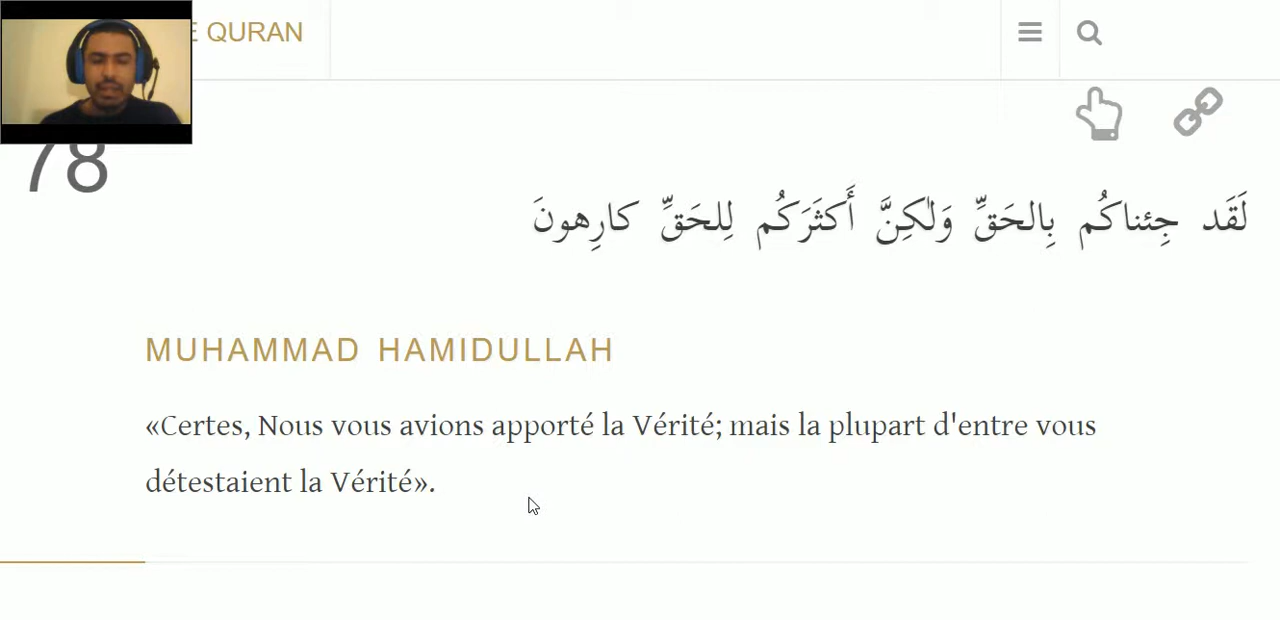 QURAN
78
لَقَد جِئناكُم بِالحَقِّ وَلٰكِنَّ أَكثَرَكُم لِلحَقِّ كارِهونَ
MUHAMMAD HAMIDULLAH
«Certes, Nous vous avions apporté la Vérité; mais la plupart d'entre vous
détestaient la Vérité».